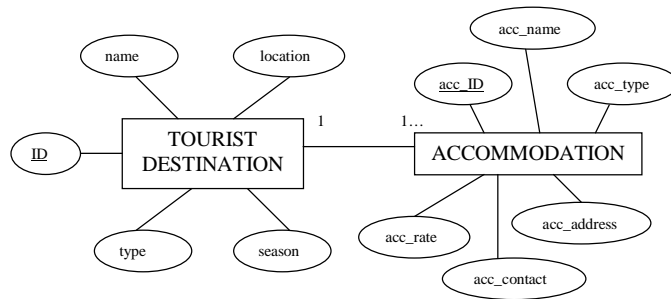 acc_name
name
location
acc_ID
acc_type
1
1…
TOURIST
DESTINATION
ID
ACCOMMODATION
type
season
acc_rate
acc_address
acc_contact